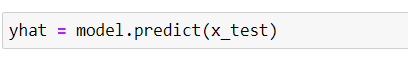 yhat = model.predict(x_test)